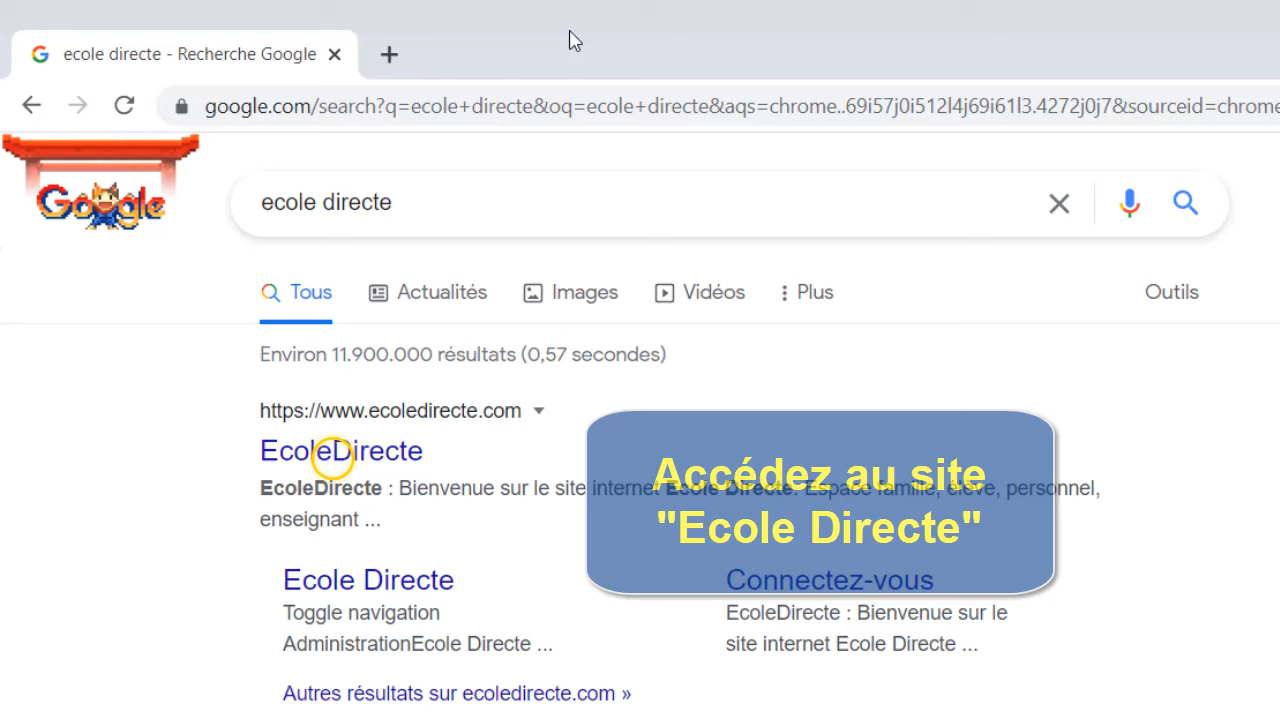 ecole directe - Recherche Google
google.com/search?q=ecole+directe&oq=ecole+directe&aqs=chrome..69i57j0i512l4j69i61l3.4272j0j7&sourceid=chrome
Google
ecole directe
Tous Actualités Images Vidéos Plus Outils
Environ 11.900.000 résultats (0,57 secondes)
https://www.ecoledirecte.com
EcoleDirecte
EcoleDirecte : Bienvenue sur le site internet Ecole Directe. Espace famille, élève, personnel,
enseignant ...
Accédez au site
"Ecole Directe"
Ecole Directe
Toggle navigation
AdministrationEcole Directe ...
Connectez-vous
EcoleDirecte : Bienvenue sur le
site internet Ecole Directe ...
Autres résultats sur ecoledirecte.com »